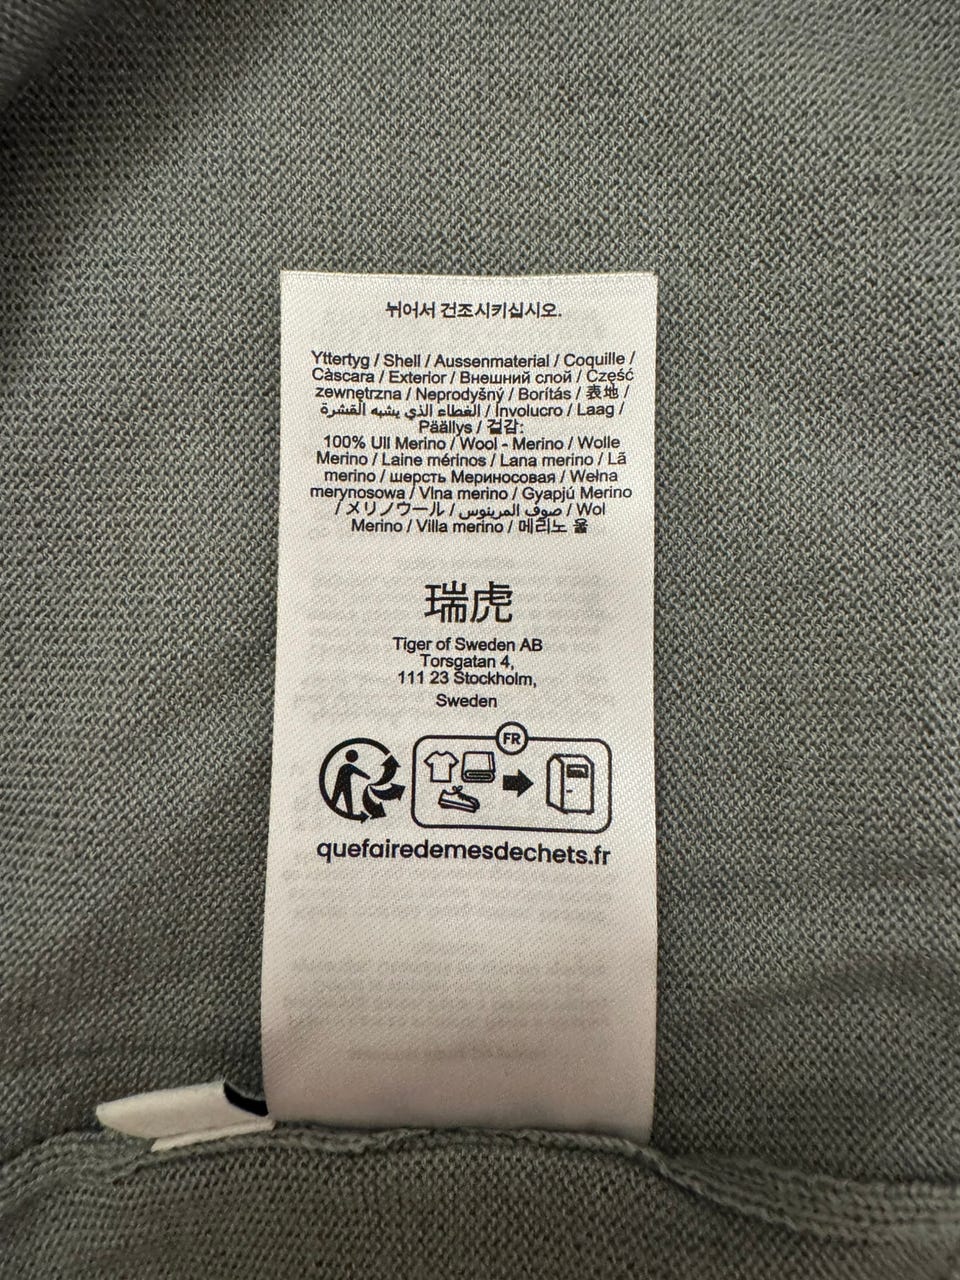 뉘어서 건조시키십시오.
Yttertyg / Shell / Aussenmaterial / Coquille /
Càscara / Exterior / Внешний слой / Część
zewnętrzna / Neprodyšný / Borítás / 表地 /
الغطاء الذي يشبه القشرة / Involucro / Laag /
Päällys / 겉감:
100% Ull Merino / Wool - Merino / Wolle
Merino / Laine mérinos / Lana merino / Lã
merino / шерсть Мериносовая / Wełna
merynosowa / Vlna merino / Gyapjú Merino
/ メリノウール / صوف المرينوس / Wol
Merino / Villa merino / 메리노 울
瑞虎
Tiger of Sweden AB
Torsgatan 4,
111 23 Stockholm,
Sweden
FR
quefairedemesdechets.fr